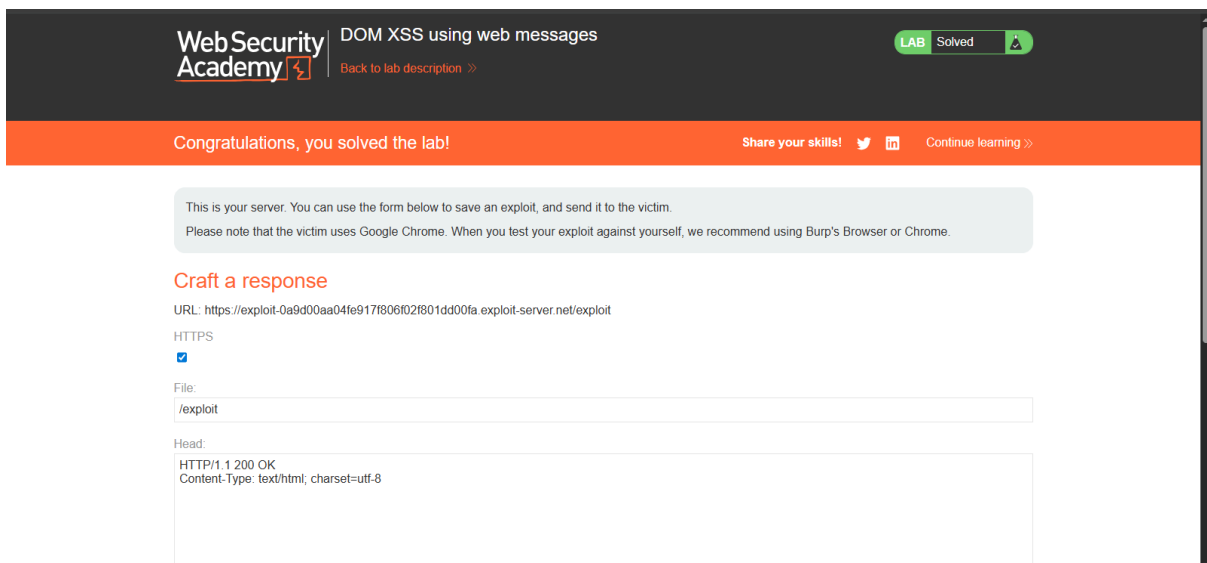 WebSecurity
Academy
DOM XSS using web messages
Back to lab description
LAB Solved
Congratulations, you solved the lab!
Share your skills!
Continue learning
This is your server. You can use the form below to save an exploit, and send it to the victim.
Please note that the victim uses Google Chrome. When you test your exploit against yourself, we recommend using Burp's Browser or Chrome.
Craft a response
URL: https://exploit-0a9d00aa04fe917f806f02f801dd00fa.exploit-server.net/exploit
HTTPS
File:
/exploit
Head:
HTTP/1.1 200 OK
Content-Type: text/html; charset=utf-8